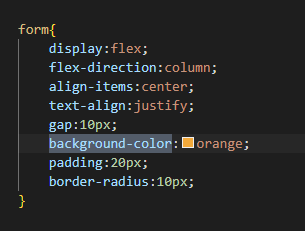 form{
display:flex;
flex-direction:column;
align-items:center;
text-align:justify;
gap:10px;
background-color:orange;
padding:20px;
border-radius:10px;
}